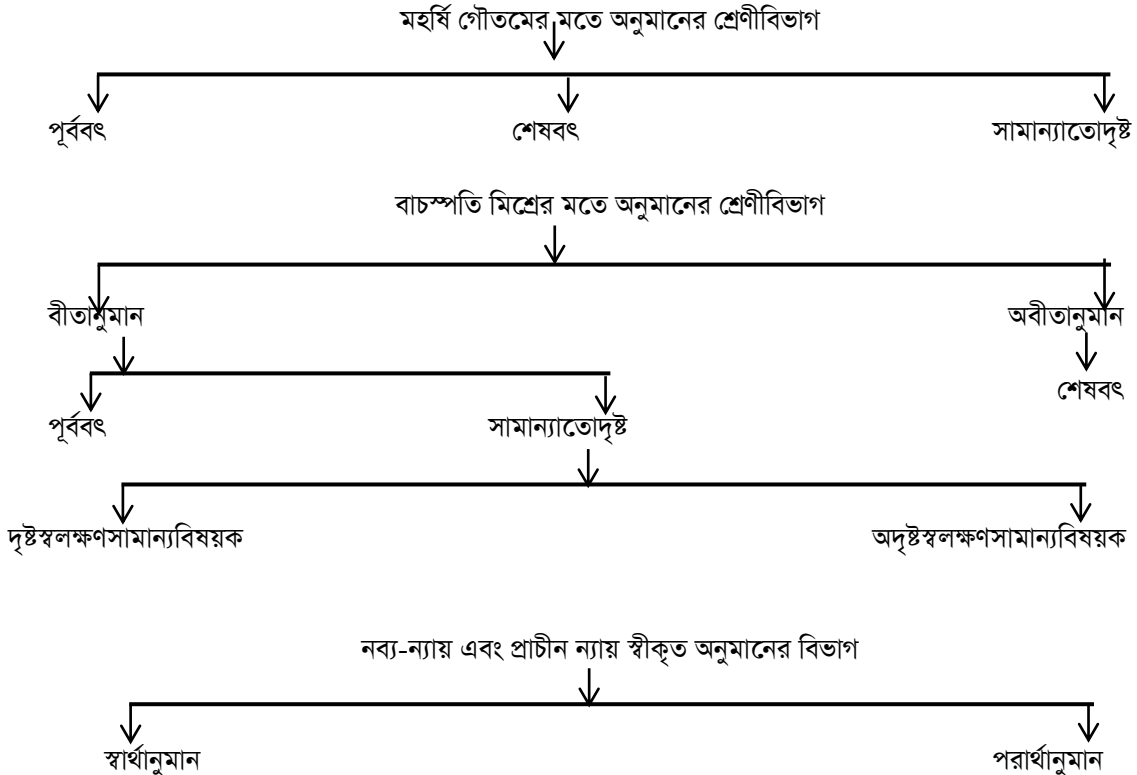 মহর্ষি গৌতমের মতে অনুমানের শ্রেণীবিভাগ
পূর্ববৎ শেষবৎ সামান্যাতোদৃষ্ট
বাচস্পতি মিশ্রের মতে অনুমানের শ্রেণীবিভাগ
বীতানুমান অবীতানুমান
শেষবৎ
পূর্ববৎ সামান্যাতোদৃষ্ট
দৃষ্টস্বলক্ষণসামান্যবিষয়ক অদৃষ্টস্বলক্ষণসামান্যবিষয়ক
নব্য-ন্যায় এবং প্রাচীন ন্যায় স্বীকৃত অনুমানের বিভাগ
স্বার্থানুমান পরার্থানুমান